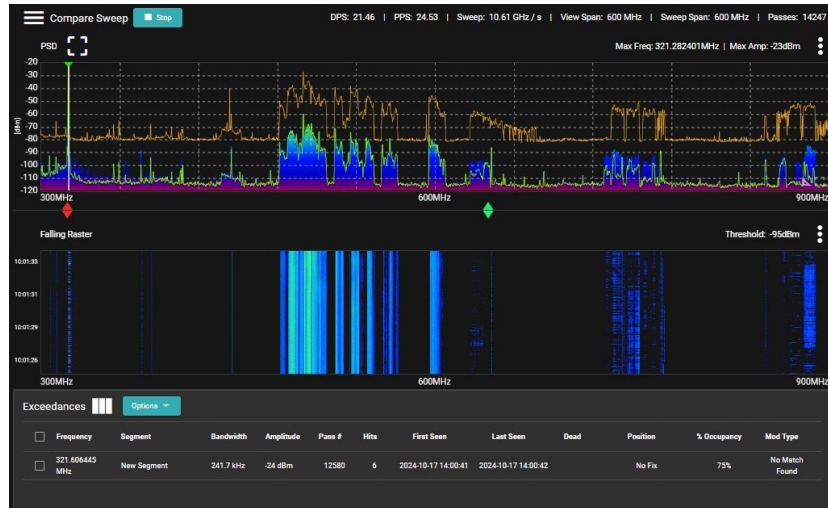 Compare Sweep Stop DPS: 21.46 | PPS: 24.53 | Sweep: 10.61 GHz / s | View Span: 600 MHz | Sweep Span: 600 MHz | Passes: 14247
PSD Max Freq: 321.282401MHz | Max Amp: -23dBm
-20
-30
-40
-50
-60
-70
-80
-90
-100
-110
-120
[dBm]
300MHz 600MHz 900MHz
Falling Raster Threshold: -95dBm
10:01:33
10:01:31
10:01:29
10:01:26
300MHz 600MHz 900MHz
Exceedances Options
Frequency Segment Bandwidth Amplitude Pass # Hits First Seen Last Seen Dead Position % Occupancy Mod Type
321.606445 MHz New Segment 241.7 kHz -24 dBm 12580 6 2024-10-17 14:00:41 2024-10-17 14:00:42 No Fix 75% No Match Found